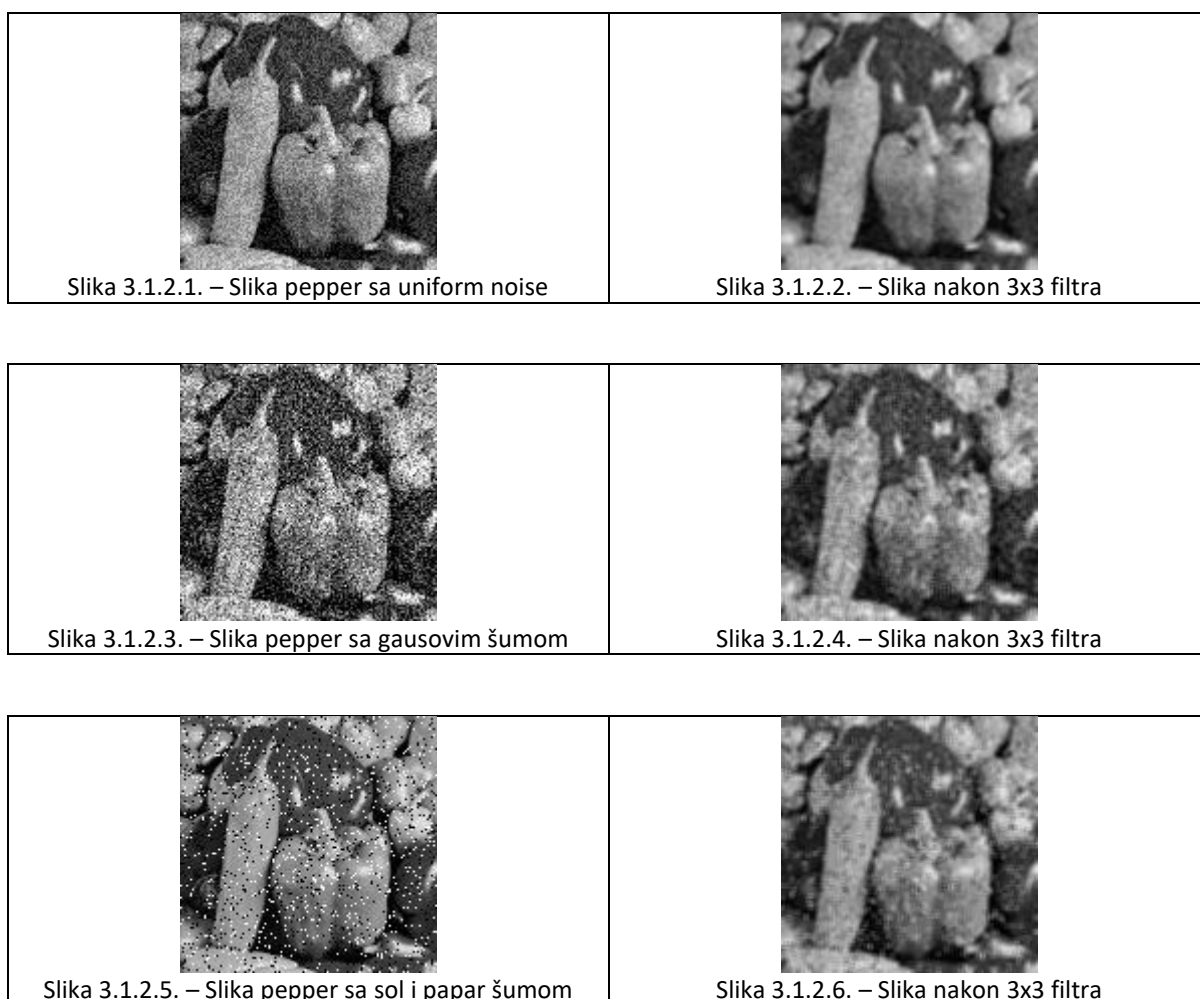 Slika 3.1.2.1. – Slika pepper sa uniform noise
Slika 3.1.2.2. – Slika nakon 3x3 filtra
Slika 3.1.2.3. – Slika pepper sa gausovim šumom
Slika 3.1.2.4. – Slika nakon 3x3 filtra
Slika 3.1.2.5. – Slika pepper sa sol i papar šumom
Slika 3.1.2.6. – Slika nakon 3x3 filtra